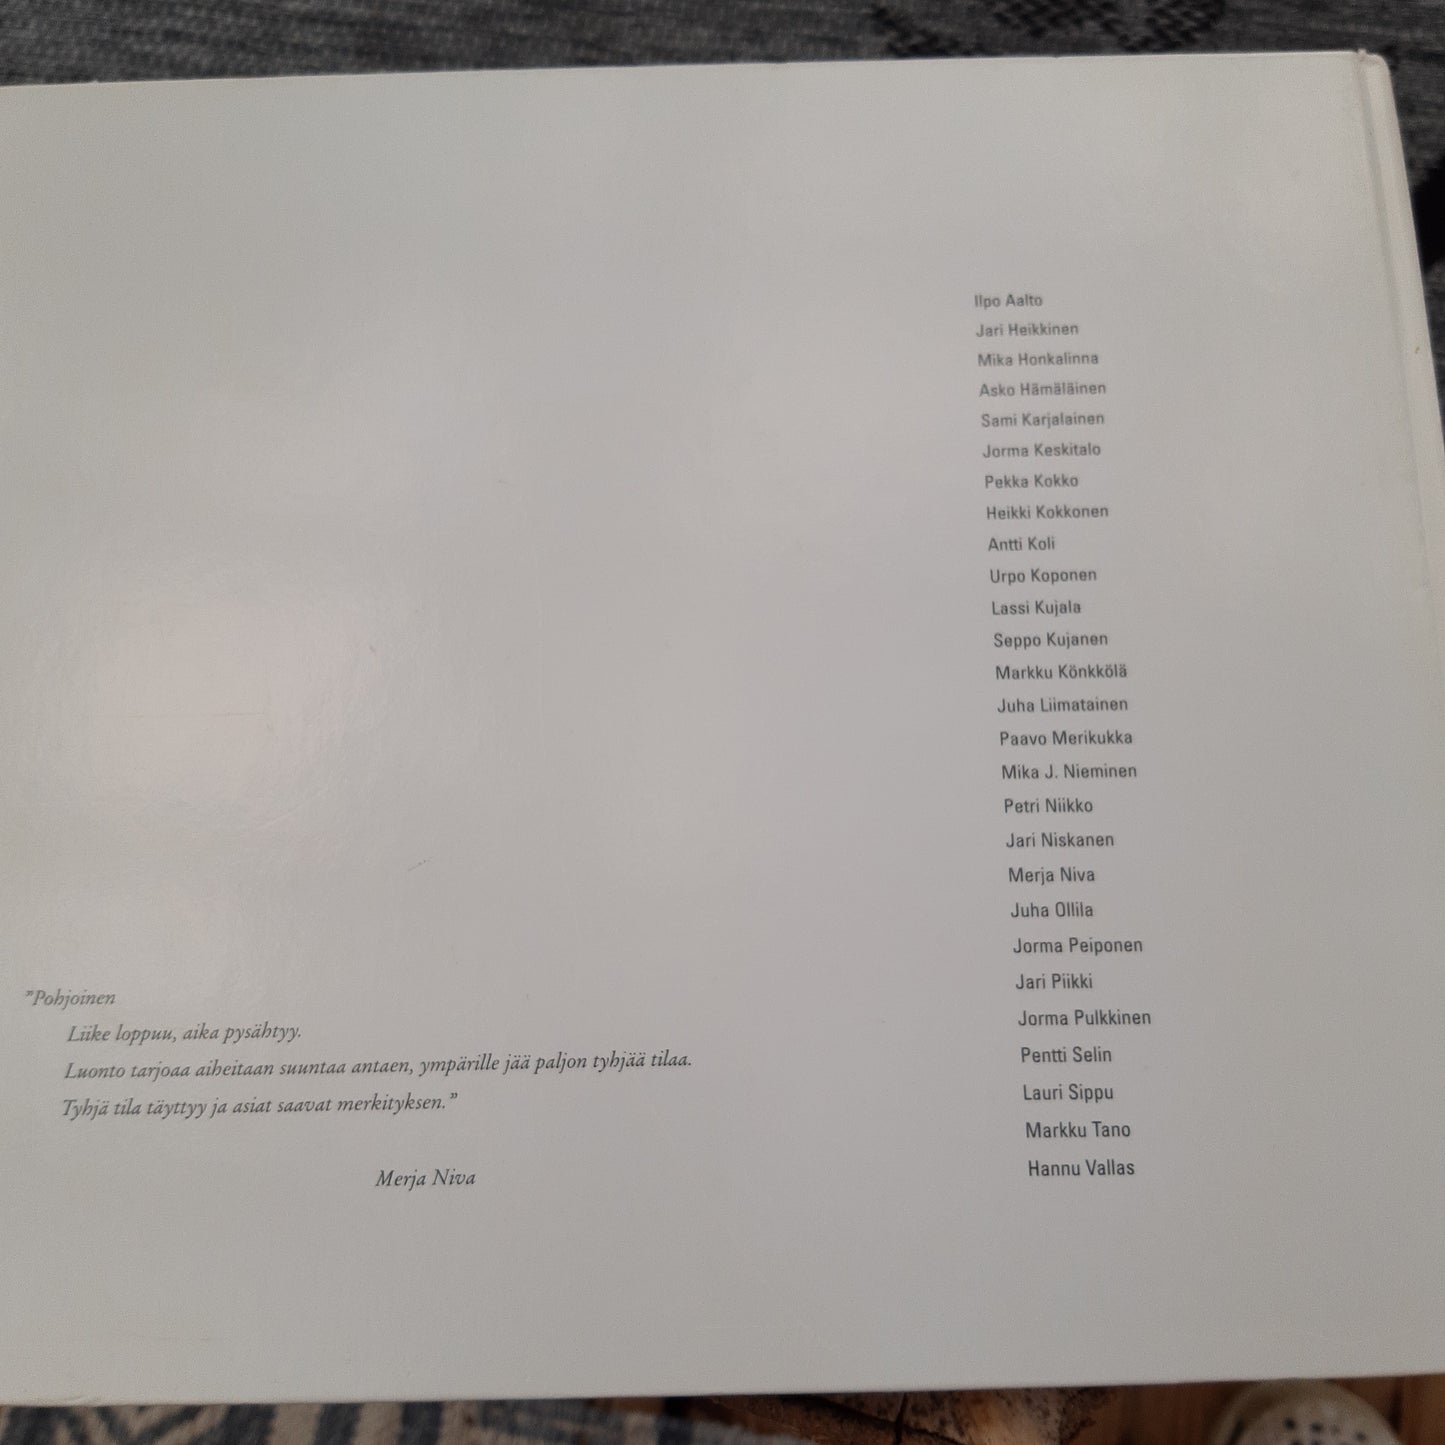 Ilpo Aalto
Jari Heikkinen
Mika Honkalinna
Asko Hämäläinen
Sami Karjalainen
Jorma Keskitalo
Pekka Kokko
Heikki Kokkonen
Antti Koli
Urpo Koponen
Lassi Kujala
Seppo Kujanen
Markku Könkkölä
Juha Liimatainen
Paavo Merikukka
Mika J. Nieminen
Petri Niikko
Jari Niskanen
Merja Niva
Juha Ollila
Jorma Peiponen
Jari Piikki
Jorma Pulkkinen
Pentti Selin
Lauri Sippu
Markku Tano
Hannu Vallas
”Pohjoinen
Liike loppuu, aika pysähtyy.
Luonto tarjoaa aiheitaan suuntaa antaen, ympärille jää paljon tyhjää tilaa.
Tyhjä tila täyttyy ja asiat saavat merkityksen.”
Merja Niva